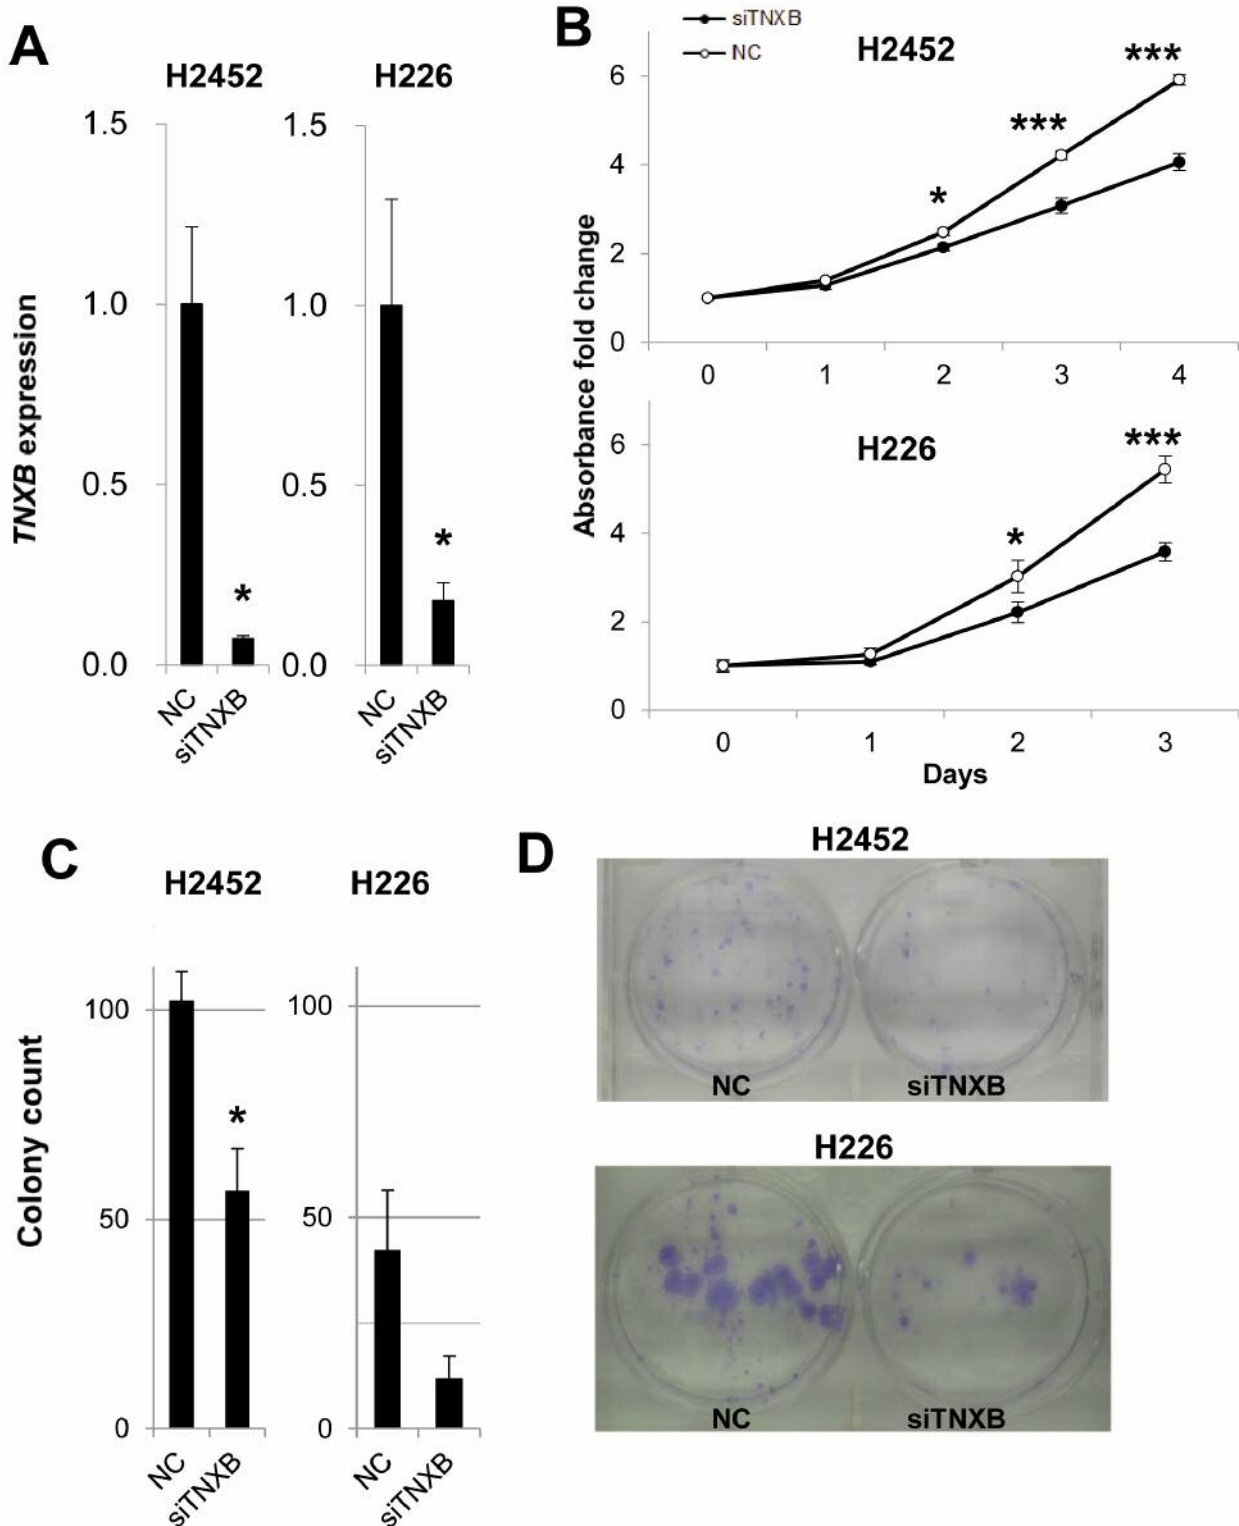 A
H2452
H226
TNXB expression
1.5
1.0
0.5
0.0
*
NC
siTNXB
1.5
1.0
0.5
0.0
*
NC
siTNXB
B
siTNXB
NC
H2452
Absorbance fold change
6
4
2
0
*
***
***
0 1 2 3 4
H226
6
4
2
0
*
***
0 1 2 3
Days
C
H2452
H226
Colony count
100
50
0
*
NC
siTNXB
100
50
0
NC
siTNXB
D
H2452
NC siTNXB
H226
NC siTNXB